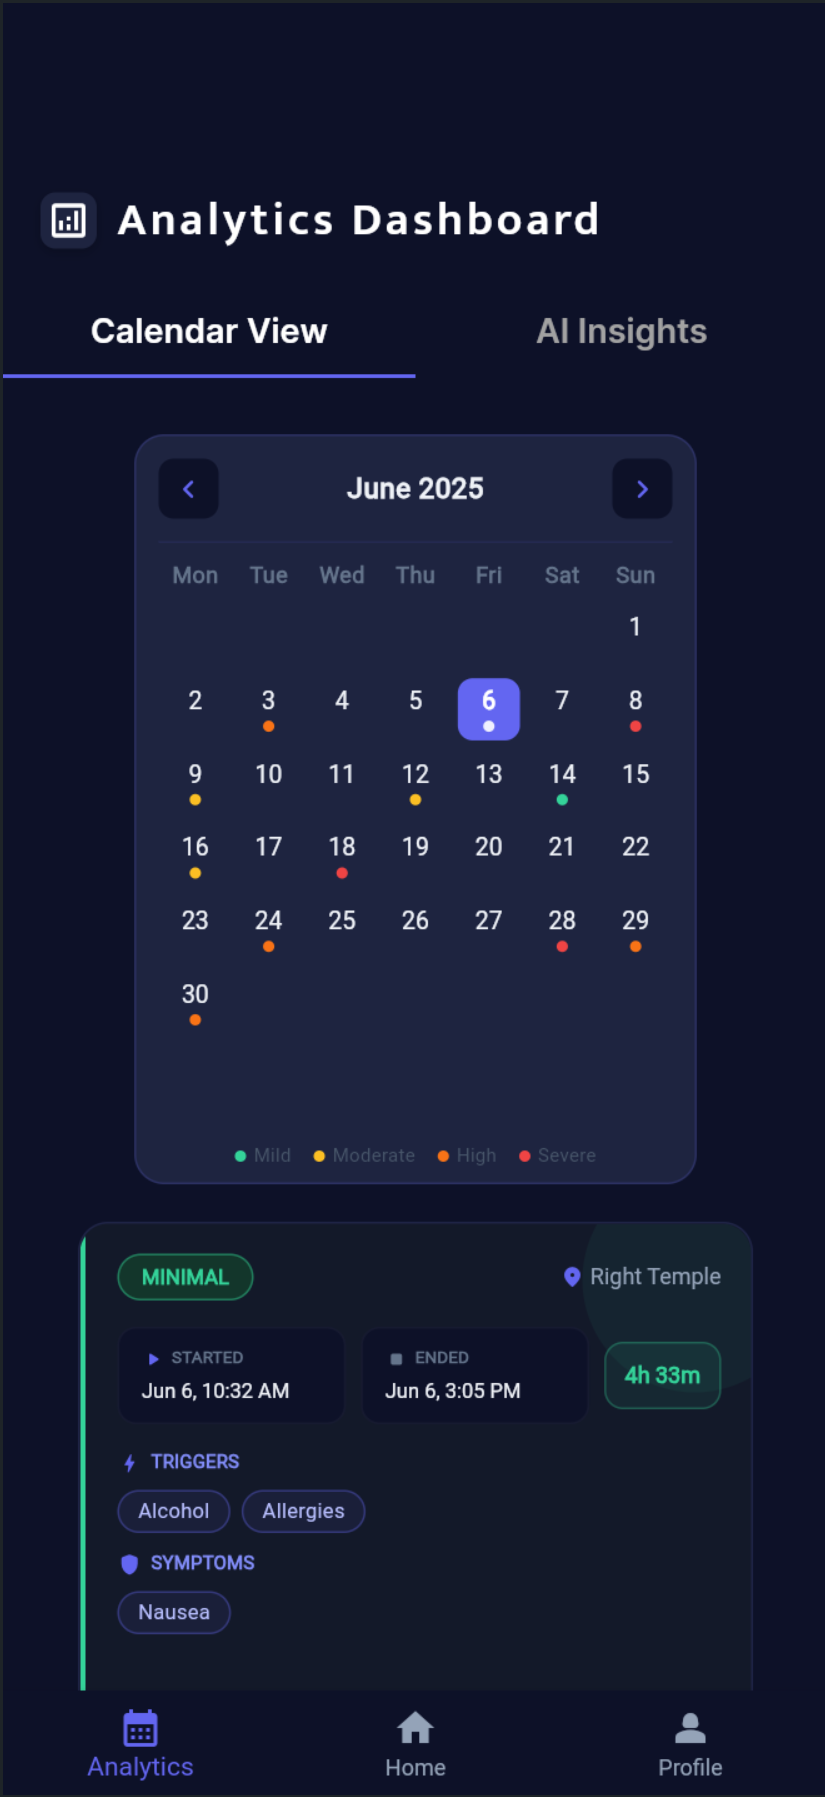 Analytics Dashboard
Calendar View AI Insights
June 2025
Mon Tue Wed Thu Fri Sat Sun
1
2 3 4 5 6 7 8
9 10 11 12 13 14 15
16 17 18 19 20 21 22
23 24 25 26 27 28 29
30
Mild Moderate High Severe
MINIMAL Right Temple
STARTED ENDED
Jun 6, 10:32 AM Jun 6, 3:05 PM 4h 33m
TRIGGERS
Alcohol Allergies
SYMPTOMS
Nausea
Analytics Home Profile